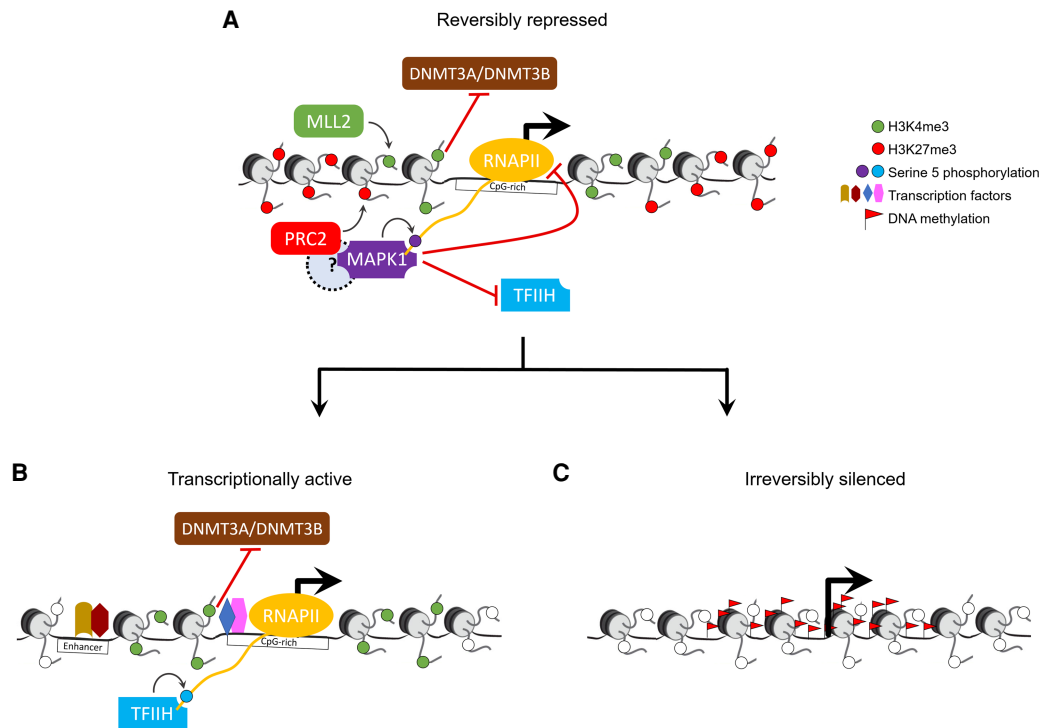 A
Reversibly repressed
DNMT3A/DNMT3B
MLL2
RNAPII
CpG-rich
PRC2
?
MAPK1
TFIIH
H3K4me3
H3K27me3
Serine 5 phosphorylation
Transcription factors
DNA methylation
B
Transcriptionally active
DNMT3A/DNMT3B
RNAPII
Enhancer
CpG-rich
TFIIH
C
Irreversibly silenced